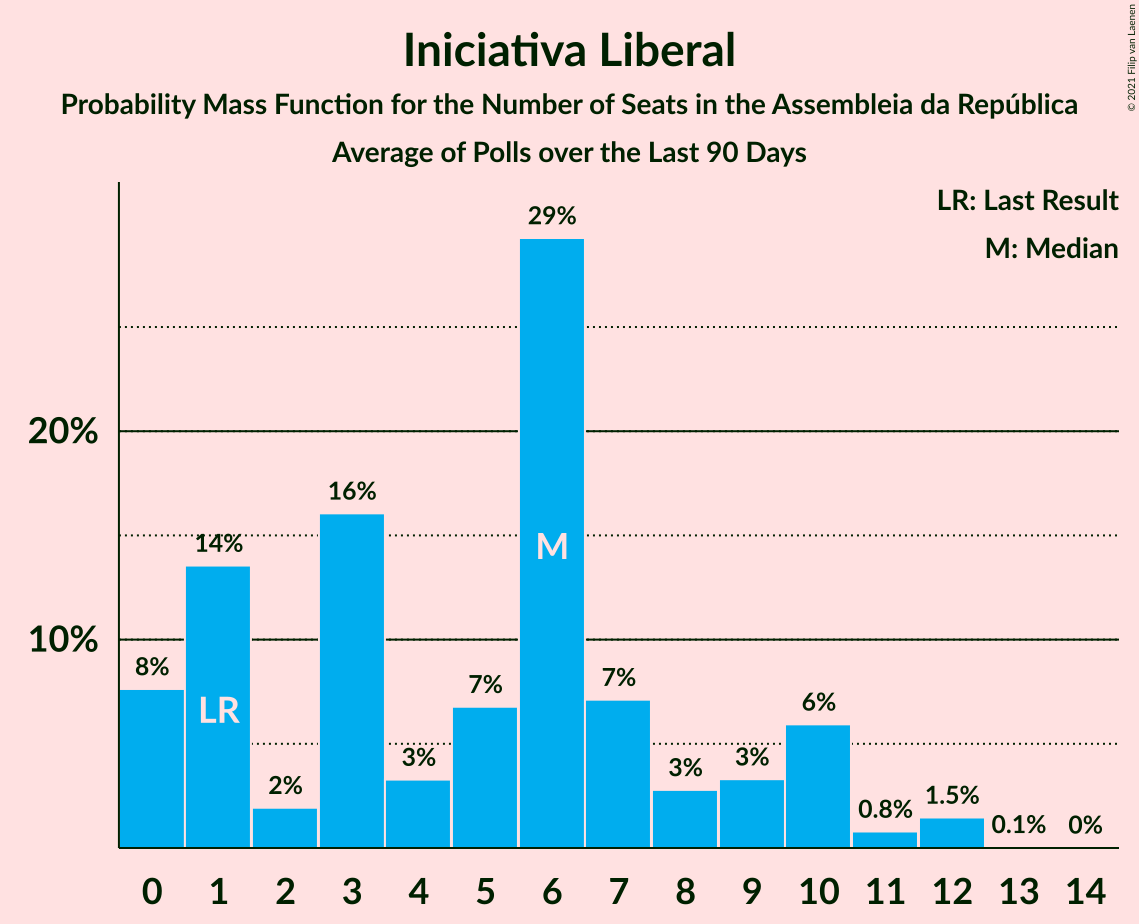 Iniciativa Liberal
Probability Mass Function for the Number of Seats in the Assembleia da República
Average of Polls over the Last 90 Days
© 2021 Filip van Laenen
LR: Last Result
M: Median
29%
20%
16%
14%
M
10%
8%
7%
7%
LR
6%
3%
3%
3%
2%
1.5%
0.8%
0.1%
0%
0 1 2 3 4 5 6 7 8 9 10 11 12 13 14